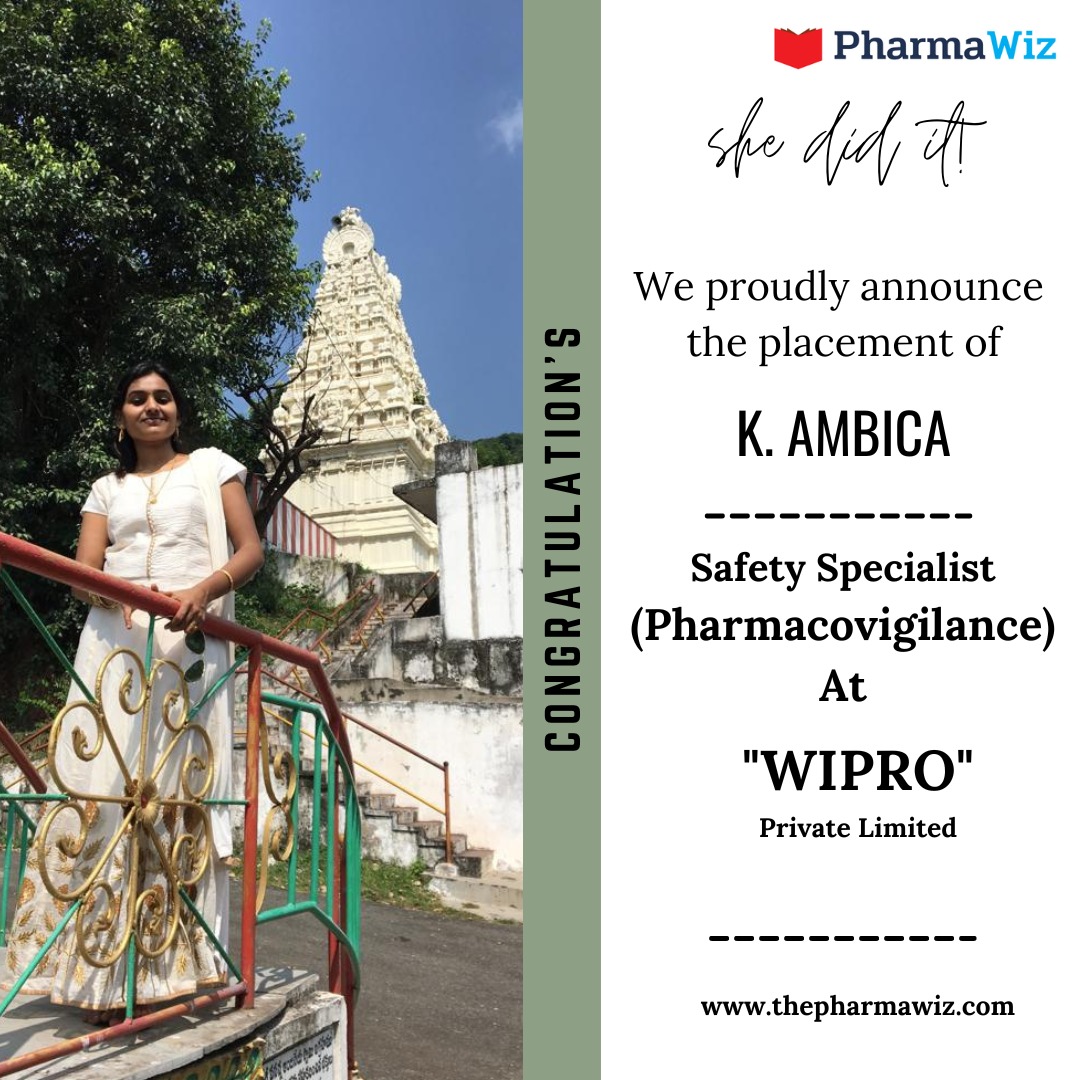 PharmaWiz
she did it!
We proudly announce
the placement of
K. AMBICA
Safety Specialist
(Pharmacovigilance)
At
"WIPRO"
Private Limited
www.thepharmawiz.com
CONGRATULATION'S